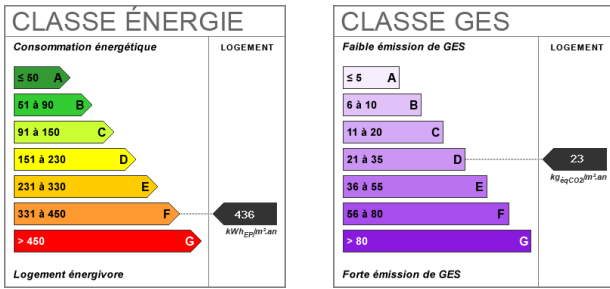 CLASSE ÉNERGIE
Consommation énergétique
LOGEMENT
≤ 50 A
51 à 90 B
91 à 150 C
151 à 230 D
231 à 330 E
331 à 450 F
436
kWhEP/m².an
> 450 G
Logement énergivore
CLASSE GES
Faible émission de GES
LOGEMENT
≤ 5 A
6 à 10 B
11 à 20 C
21 à 35 D
23
kgéqCO2/m².an
36 à 55 E
56 à 80 F
> 80 G
Forte émission de GES